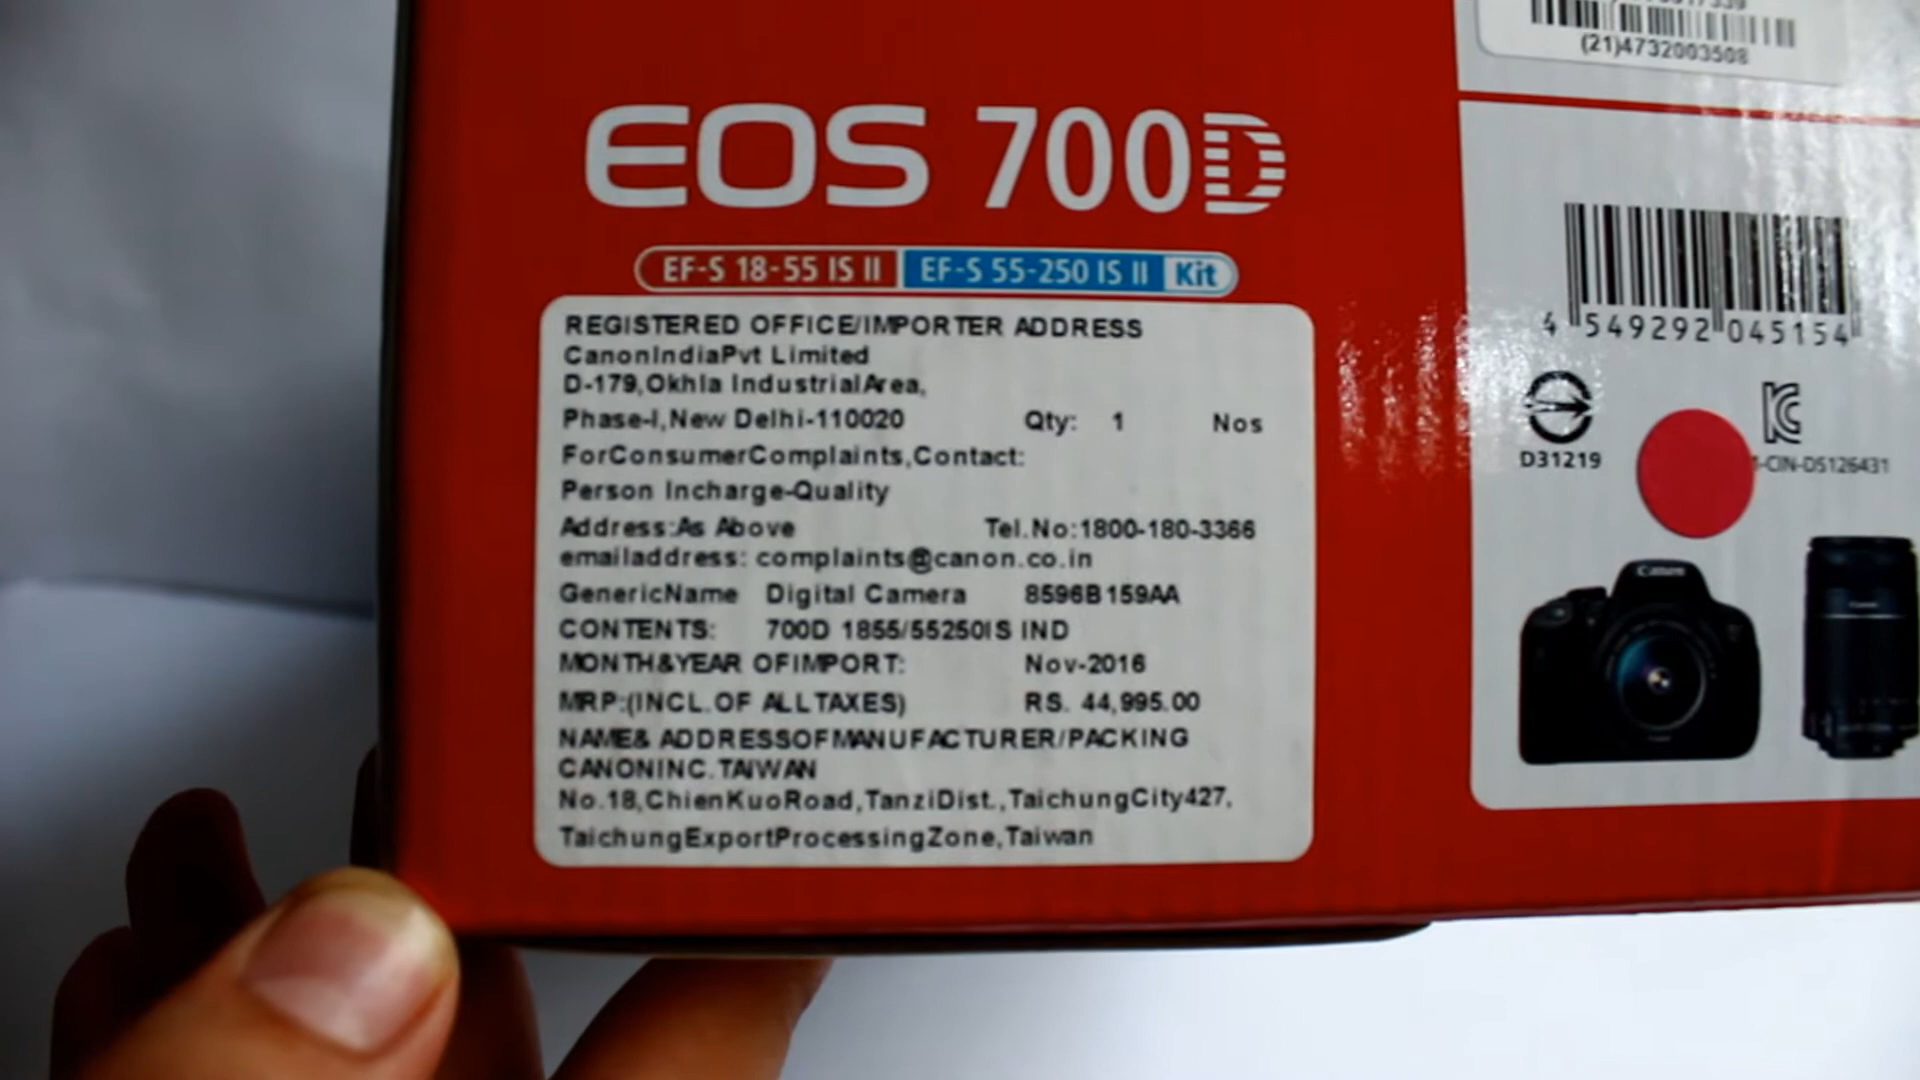 (21)4732003508
EOS 700D
EF-S 18-55 IS II EF-S 55-250 IS II Kit
REGISTERED OFFICE/IMPORTER ADDRESS
CanonIndiaPvt Limited
D-179,Okhla IndustrialArea,
Phase-I,New Delhi-110020 Qty: 1 Nos
ForConsumerComplaints,Contact:
Person Incharge-Quality
Address:As Above Tel.No:1800-180-3366
emailaddress: complaints@canon.co.in
GenericName Digital Camera 8596B159AA
CONTENTS: 700D 1855/55250IS IND
MONTH&YEAR OFIMPORT: Nov-2016
MRP:(INCL.OF ALLTAXES) RS. 44,995.00
NAME& ADDRESSOFMANUFACTURER/PACKING
CANONINC.TAIWAN
No.18,ChienKuoRoad,TanziDist.,TaichungCity427,
TaichungExportProcessingZone,Taiwan
4 549292 045154
D31219
-CIN-DS126431
Canon